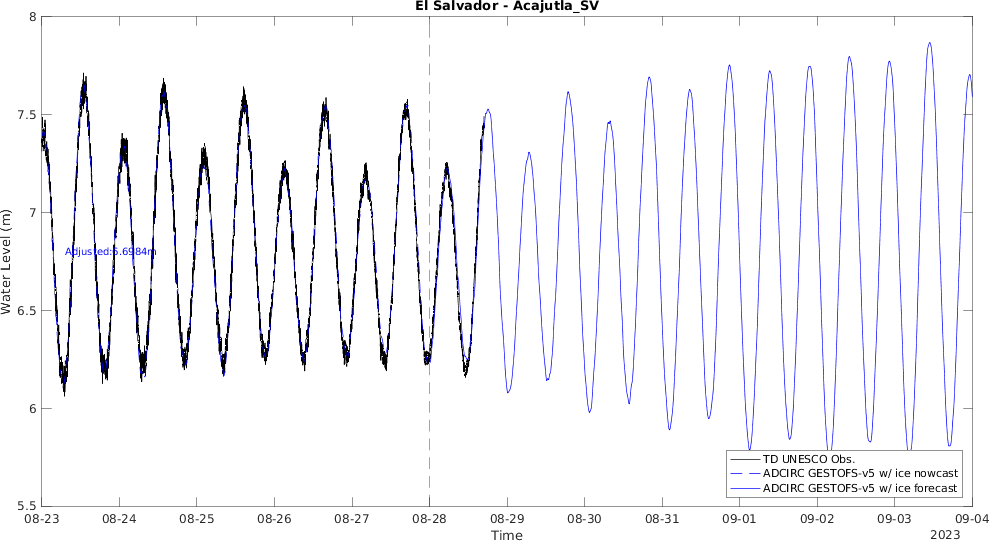 El Salvador - Acajutla_SV
8
7.5
7
6.5
6
5.5
Water Level (m)
Adjusted:6.6984m
TD UNESCO Obs.
ADCIRC GESTOFS-v5 w/ ice nowcast
ADCIRC GESTOFS-v5 w/ ice forecast
08-23 08-24 08-25 08-26 08-27 08-28 08-29 08-30 08-31 09-01 09-02 09-03 09-04
Time
2023